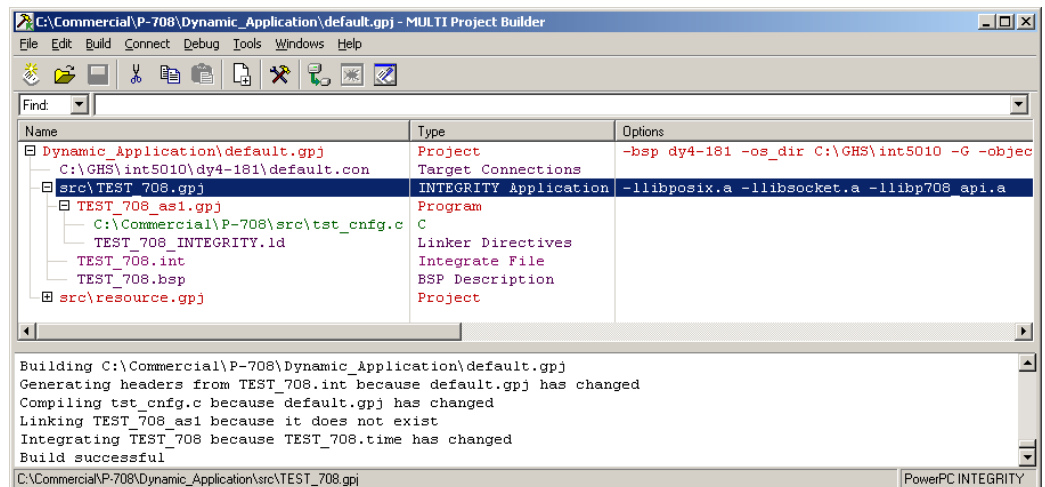 C:\Commercial\P-708\Dynamic_Application\default.gpj - MULTI Project Builder
File Edit Build Connect Debug Tools Windows Help
Find:
Name Type Options
Dynamic_Application\default.gpj Project -bsp dy4-181 -os_dir C:\GHS\int5010 -G -objec
C:\GHS\int5010\dy4-181\default.con Target Connections
src\TEST_708.gpj INTEGRITY Application -llibposix.a -llibsocket.a -llibp708_api.a
TEST_708_as1.gpj Program
C:\Commercial\P-708\src\tst_cnfg.c C
TEST_708_INTEGRITY.ld Linker Directives
TEST_708.int Integrate File
TEST_708.bsp BSP Description
src\resource.gpj Project
Building C:\Commercial\P-708\Dynamic_Application\default.gpj
Generating headers from TEST_708.int because default.gpj has changed
Compiling tst_cnfg.c because default.gpj has changed
Linking TEST_708_as1 because it does not exist
Integrating TEST_708 because TEST_708.time has changed
Build successful
C:\Commercial\P-708\Dynamic_Application\src\TEST_708.gpj PowerPC INTEGRITY